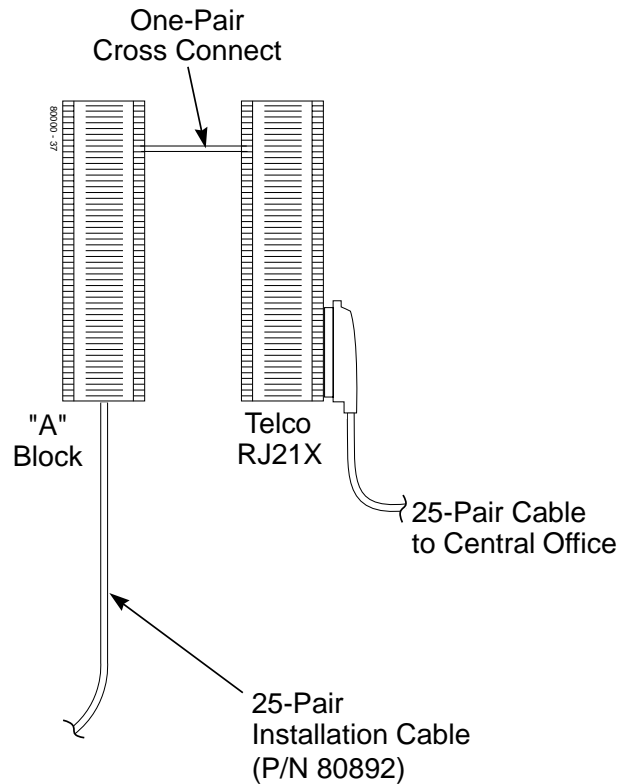 One-Pair
Cross Connect
80000 - 37
"A"
Block
Telco
RJ21X
25-Pair Cable
to Central Office
25-Pair
Installation Cable
(P/N 80892)